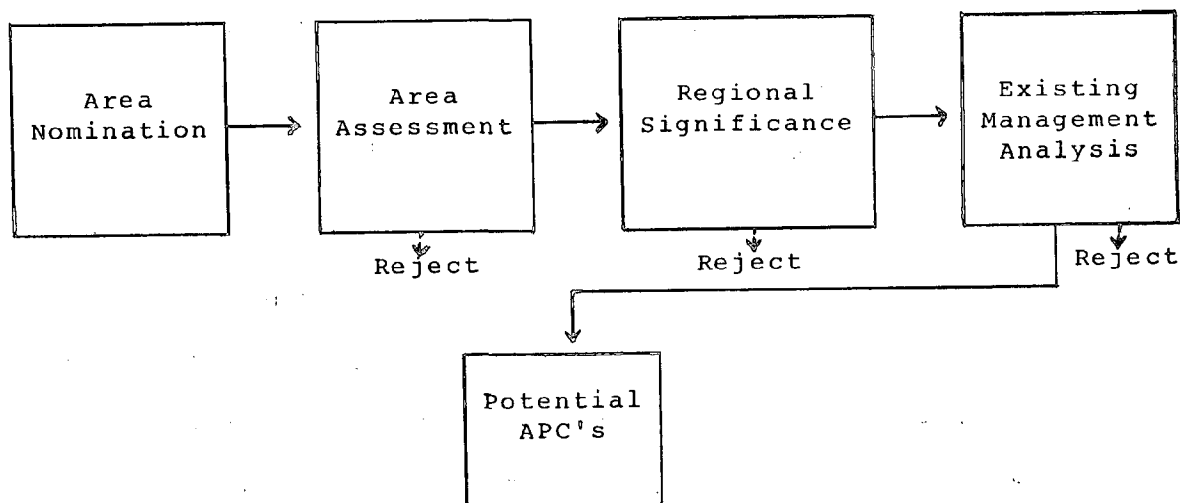 Area
Nomination
Area
Assessment
Regional
Significance
Existing
Management
Analysis
Reject
Reject
Reject
Potential
APC's